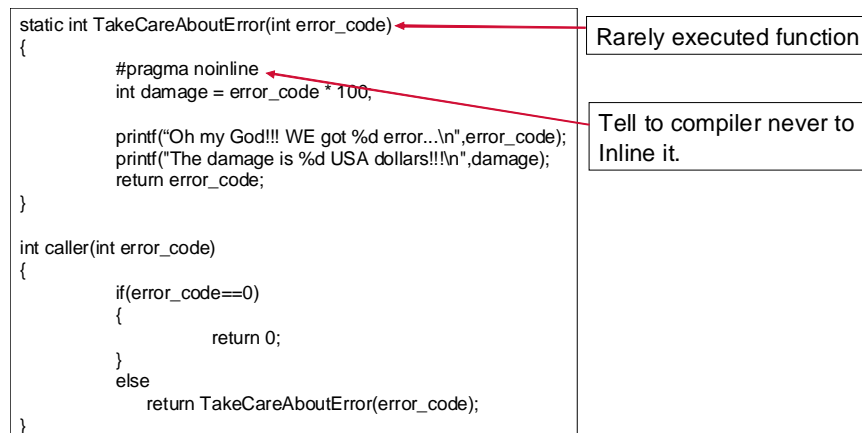 static int TakeCareAboutError(int error_code)
{
#pragma noinline
int damage = error_code * 100;
printf(“Oh my God!!! WE got %d error...\n",error_code);
printf("The damage is %d USA dollars!!!\n",damage);
return error_code;
}
int caller(int error_code)
{
if(error_code==0)
{
return 0;
}
else
return TakeCareAboutError(error_code);
}
Rarely executed function
Tell to compiler never to
Inline it.